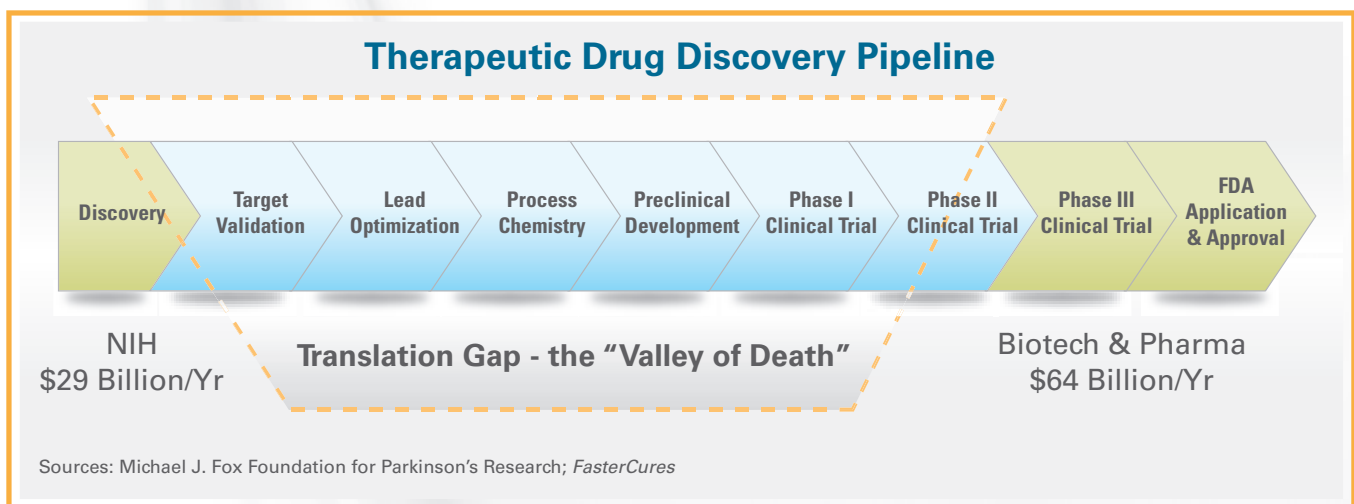 Therapeutic Drug Discovery Pipeline
Discovery
Target
Validation
Lead
Optimization
Process
Chemistry
Preclinical
Development
Phase I
Clinical Trial
Phase II
Clinical Trial
Phase III
Clinical Trial
FDA
Application
& Approval
NIH
$29 Billion/Yr
Translation Gap - the “Valley of Death”
Biotech & Pharma
$64 Billion/Yr
Sources: Michael J. Fox Foundation for Parkinson’s Research; FasterCures